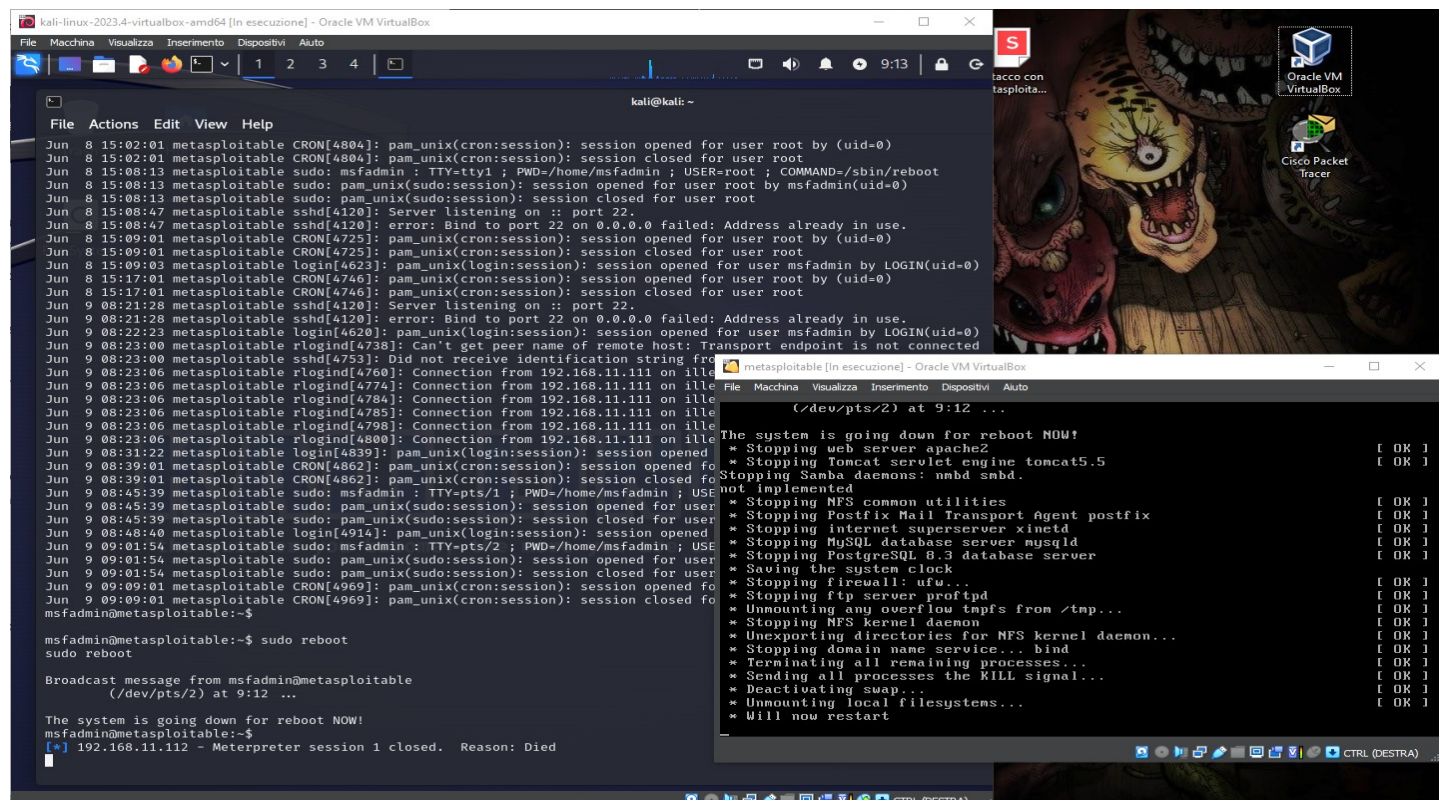 kali-linux-2023.4-virtualbox-amd64 [In esecuzione] - Oracle VM VirtualBox
File Macchina Visualizza Inserimento Dispositivi Aiuto
1 2 3 4 9:13
kali@kali: ~
File Actions Edit View Help
Jun 8 15:02:01 metasploitable CRON[4804]: pam_unix(cron:session): session opened for user root by (uid=0)
Jun 8 15:02:01 metasploitable CRON[4804]: pam_unix(cron:session): session closed for user root
Jun 8 15:08:13 metasploitable sudo: msfadmin : TTY=tty1 ; PWD=/home/msfadmin ; USER=root ; COMMAND=/sbin/reboot
Jun 8 15:08:13 metasploitable sudo: pam_unix(sudo:session): session opened for user root by msfadmin(uid=0)
Jun 8 15:08:13 metasploitable sudo: pam_unix(sudo:session): session closed for user root
Jun 8 15:08:47 metasploitable sshd[4120]: Server listening on :: port 22.
Jun 8 15:08:47 metasploitable sshd[4120]: error: Bind to port 22 on 0.0.0.0 failed: Address already in use.
Jun 8 15:09:01 metasploitable CRON[4725]: pam_unix(cron:session): session opened for user root by (uid=0)
Jun 8 15:09:01 metasploitable CRON[4725]: pam_unix(cron:session): session closed for user root
Jun 8 15:09:03 metasploitable login[4623]: pam_unix(login:session): session opened for user msfadmin by LOGIN(uid=0)
Jun 8 15:17:01 metasploitable CRON[4746]: pam_unix(cron:session): session opened for user root by (uid=0)
Jun 8 15:17:01 metasploitable CRON[4746]: pam_unix(cron:session): session closed for user root
Jun 9 08:21:28 metasploitable sshd[4120]: Server listening on :: port 22.
Jun 9 08:21:28 metasploitable sshd[4120]: error: Bind to port 22 on 0.0.0.0 failed: Address already in use.
Jun 9 08:22:23 metasploitable login[4620]: pam_unix(login:session): session opened for user msfadmin by LOGIN(uid=0)
Jun 9 08:23:00 metasploitable rlogind[4738]: Can't get peer name of remote host: Transport endpoint is not connected
Jun 9 08:23:00 metasploitable sshd[4753]: Did not receive identification string fro
Jun 9 08:23:06 metasploitable rlogind[4760]: Connection from 192.168.11.111 on ille
Jun 9 08:23:06 metasploitable rlogind[4774]: Connection from 192.168.11.111 on ille
Jun 9 08:23:06 metasploitable rlogind[4784]: Connection from 192.168.11.111 on ille
Jun 9 08:23:06 metasploitable rlogind[4785]: Connection from 192.168.11.111 on ille
Jun 9 08:23:06 metasploitable rlogind[4798]: Connection from 192.168.11.111 on ille
Jun 9 08:23:06 metasploitable rlogind[4800]: Connection from 192.168.11.111 on ille
Jun 9 08:31:22 metasploitable login[4839]: pam_unix(login:session): session opened
Jun 9 08:39:01 metasploitable CRON[4862]: pam_unix(cron:session): session opened fo
Jun 9 08:39:01 metasploitable CRON[4862]: pam_unix(cron:session): session closed fo
Jun 9 08:45:39 metasploitable sudo: msfadmin : TTY=pts/1 ; PWD=/home/msfadmin ; USE
Jun 9 08:45:39 metasploitable sudo: pam_unix(sudo:session): session opened for user
Jun 9 08:45:39 metasploitable sudo: pam_unix(sudo:session): session closed for user
Jun 9 08:48:40 metasploitable login[4914]: pam_unix(login:session): session opened
Jun 9 09:01:54 metasploitable sudo: msfadmin : TTY=pts/2 ; PWD=/home/msfadmin ; USE
Jun 9 09:01:54 metasploitable sudo: pam_unix(sudo:session): session opened for user
Jun 9 09:01:54 metasploitable sudo: pam_unix(sudo:session): session closed for user
Jun 9 09:09:01 metasploitable CRON[4969]: pam_unix(cron:session): session opened fo
Jun 9 09:09:01 metasploitable CRON[4969]: pam_unix(cron:session): session closed fo
msfadmin@metasploitable:~$
msfadmin@metasploitable:~$ sudo reboot
sudo reboot
Broadcast message from msfadmin@metasploitable
(/dev/pts/2) at 9:12 ...
The system is going down for reboot NOW!
msfadmin@metasploitable:~$
[*] 192.168.11.112 - Meterpreter session 1 closed. Reason: Died
S
tacco con
tasploita...
Oracle VM
VirtualBox
Cisco Packet
Tracer
metasploitable [In esecuzione] - Oracle VM VirtualBox
File Macchina Visualizza Inserimento Dispositivi Aiuto
(/dev/pts/2) at 9:12 ...
The system is going down for reboot NOW!
* Stopping web server apache2 [ OK ]
* Stopping Tomcat servlet engine tomcat5.5 [ OK ]
Stopping Samba daemons: nmbd smbd.
not implemented
* Stopping NFS common utilities [ OK ]
* Stopping Postfix Mail Transport Agent postfix [ OK ]
* Stopping internet superserver xinetd [ OK ]
* Stopping MySQL database server mysqld [ OK ]
* Stopping PostgreSQL 8.3 database server [ OK ]
* Saving the system clock
* Stopping firewall: ufw... [ OK ]
* Stopping ftp server proftpd [ OK ]
* Unmounting any overflow tmpfs from /tmp... [ OK ]
* Stopping NFS kernel daemon [ OK ]
* Unexporting directories for NFS kernel daemon... [ OK ]
* Stopping domain name service... bind [ OK ]
* Terminating all remaining processes... [ OK ]
* Sending all processes the KILL signal... [ OK ]
* Deactivating swap... [ OK ]
* Unmounting local filesystems... [ OK ]
* Will now restart
CTRL (DESTRA)
CTRL (DESTRA)